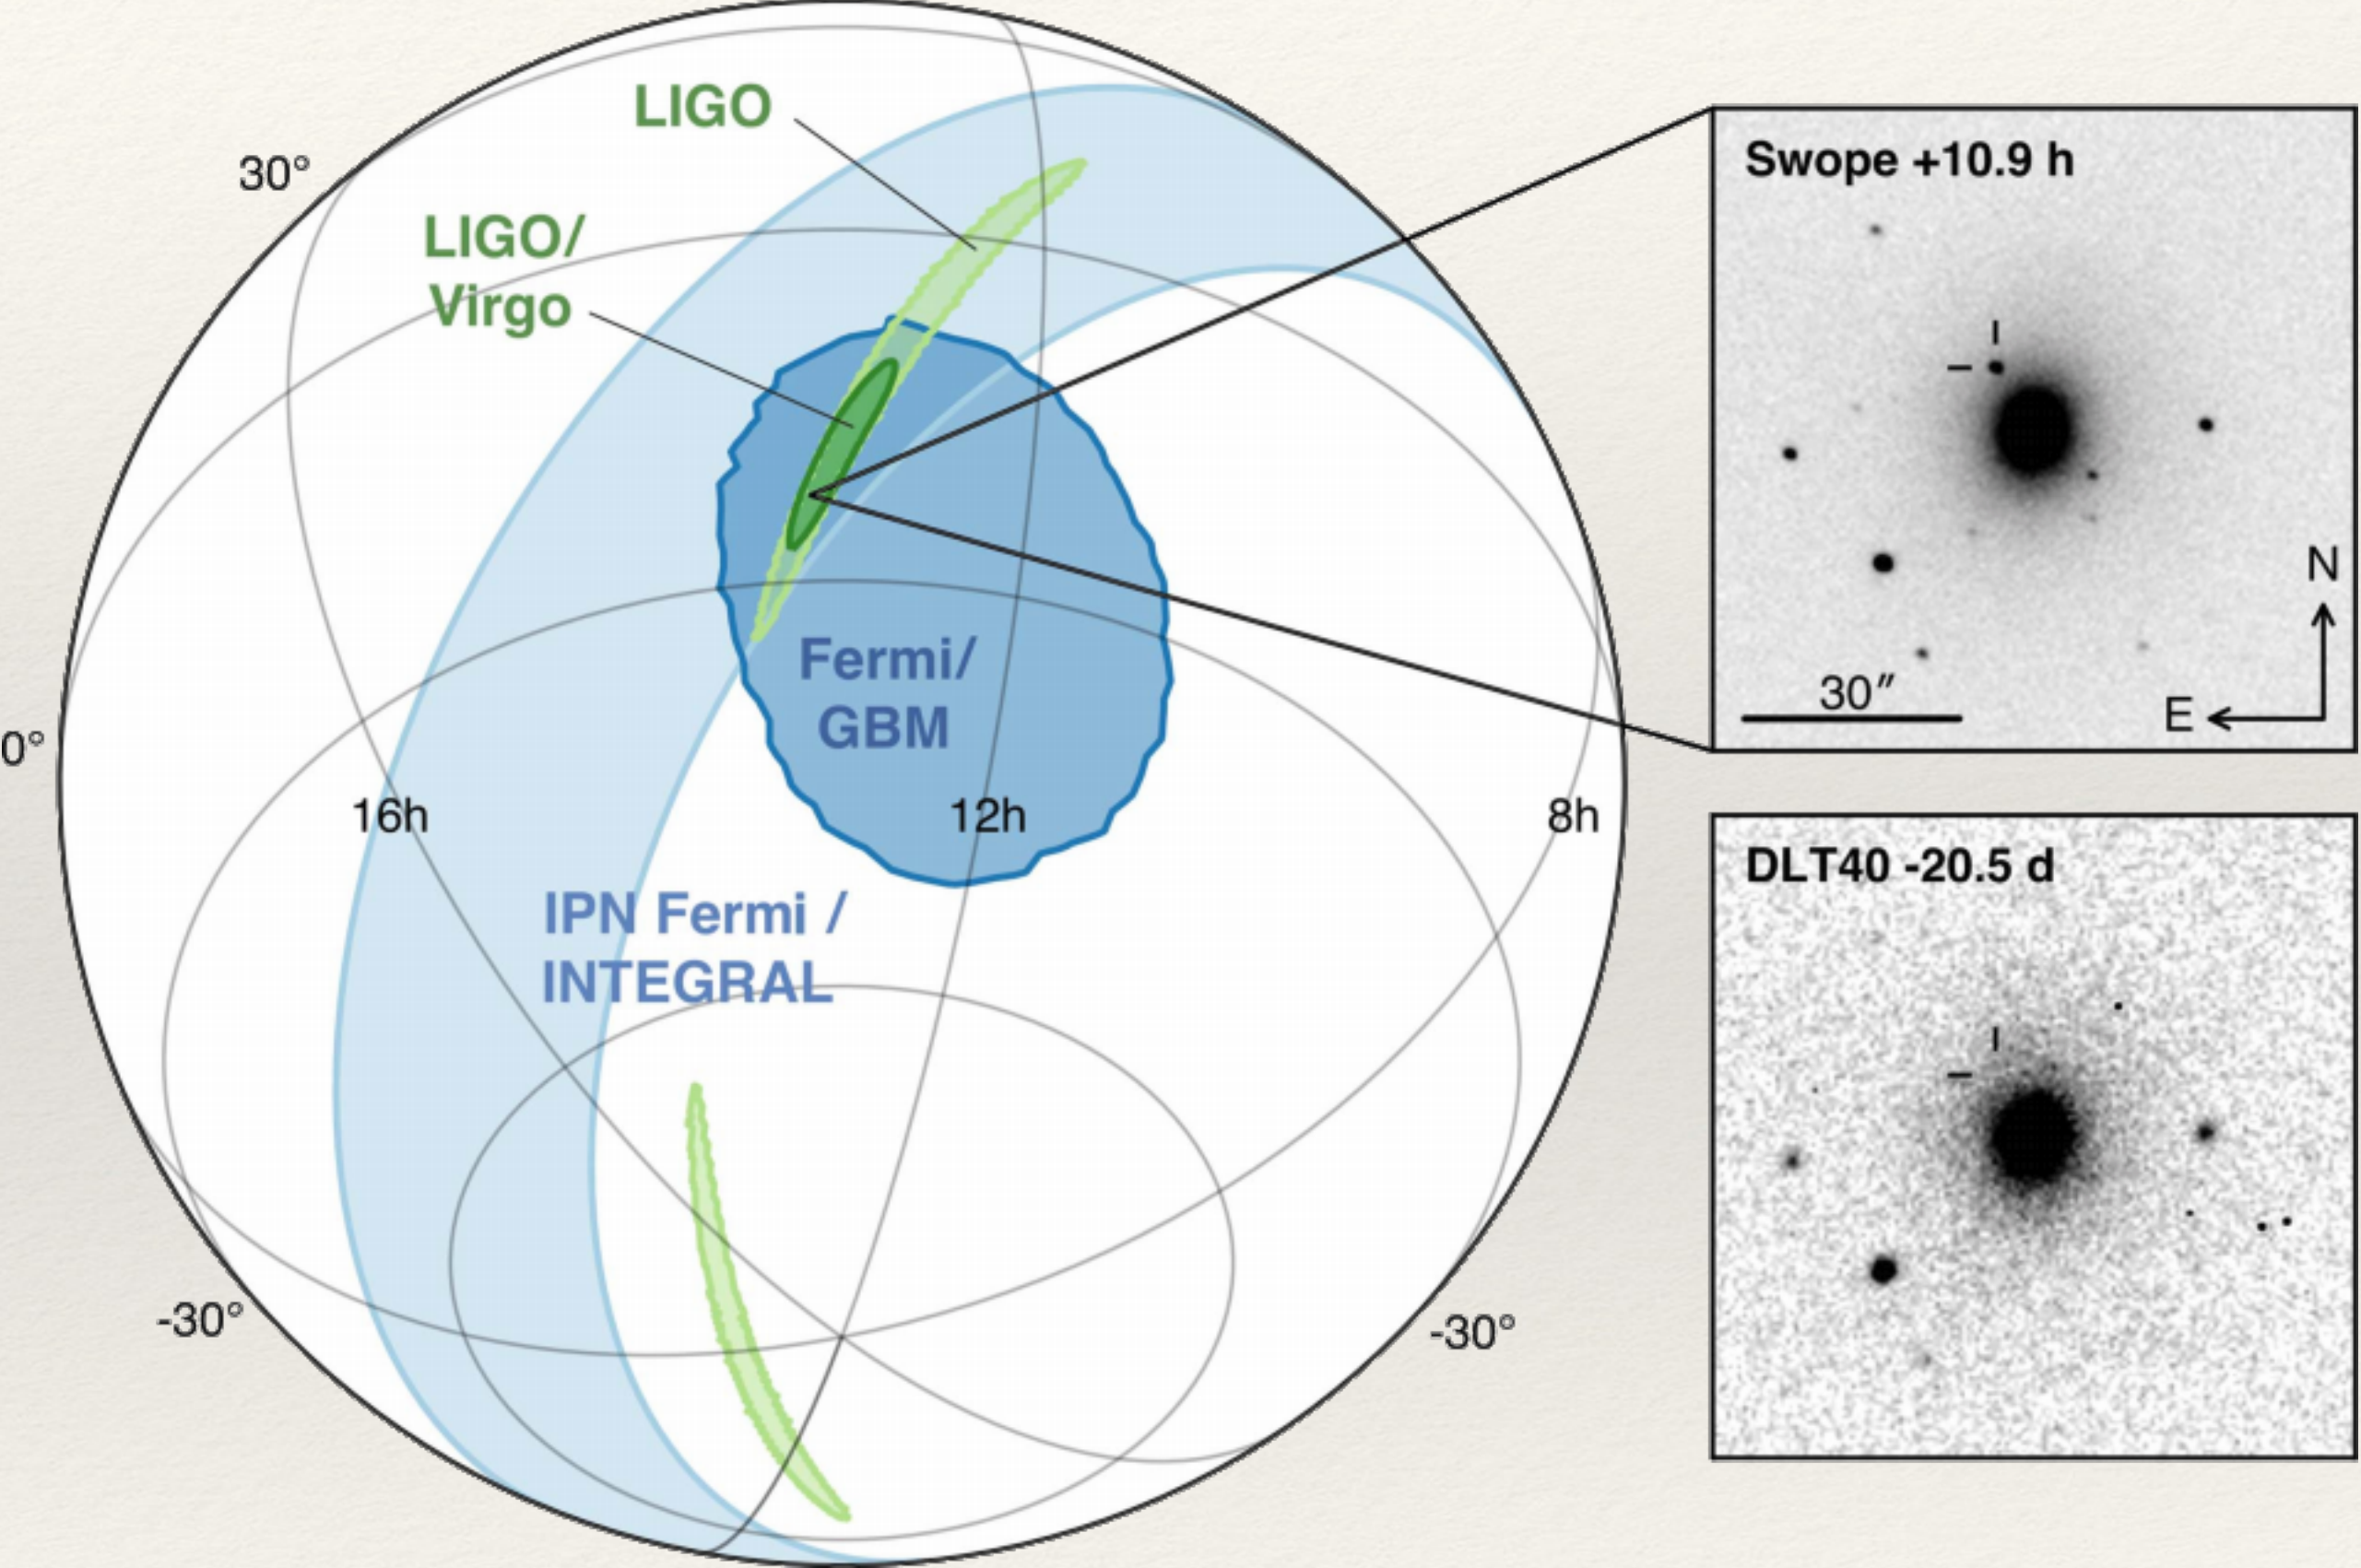 LIGO
30°
LIGO/
Virgo
Fermi/
GBM
0°
16h
12h
8h
IPN Fermi /
INTEGRAL
-30°
-30°
Swope +10.9 h
N
30″
E
DLT40 -20.5 d